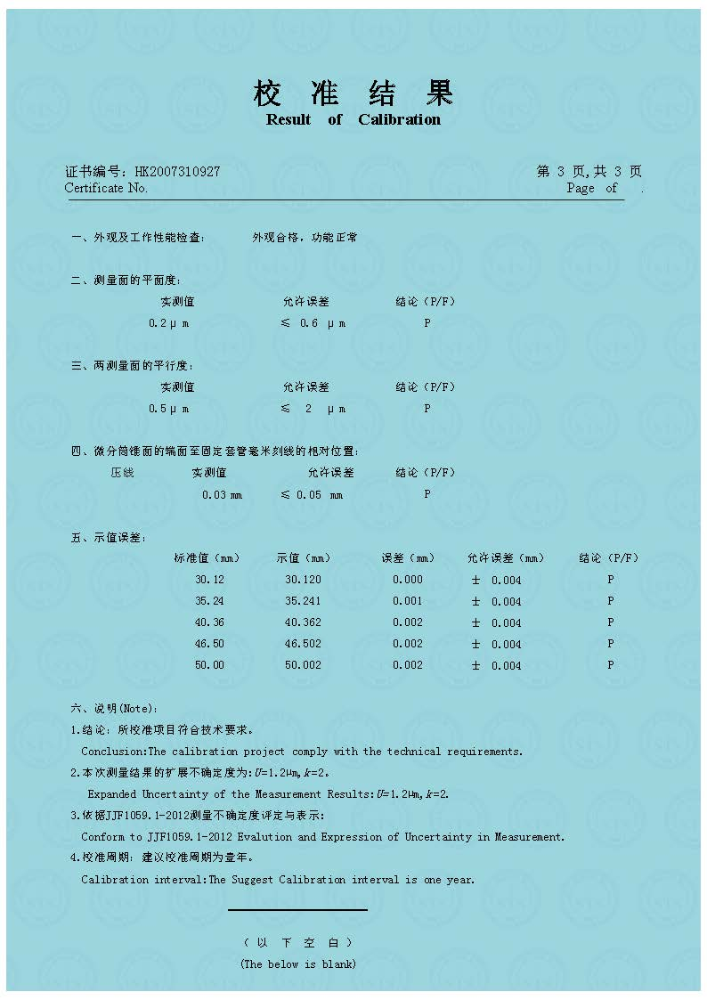 校 准 结 果
Result of Calibration
证书编号: HK2007310927 第 3 页,共 3 页
Certificate No. Page of .
一、外观及工作性能检查: 外观合格，功能正常
二、测量面的平面度:
实测值 允许误差 结论（P/F）
0.2μm ≤ 0.6 μm P
三、两测量面的平行度:
实测值 允许误差 结论（P/F）
0.5μm ≤ 2 μm P
四、微分筒锥面的端面至固定套管毫米刻线的相对位置:
压线 实测值 允许误差 结论（P/F）
0.03mm ≤ 0.05 mm P
五、示值误差:
标准值（mm） 示值（mm） 误差（mm） 允许误差（mm） 结论（P/F）
30.12 30.120 0.000 ± 0.004 P
35.24 35.241 0.001 ± 0.004 P
40.36 40.362 0.002 ± 0.004 P
46.50 46.502 0.002 ± 0.004 P
50.00 50.002 0.002 ± 0.004 P
六、说明(Note):
1.结论: 所校准项目符合技术要求。
Conclusion:The calibration project comply with the technical requirements.
2.本次测量结果的扩展不确定度为:U=1.2μm,k=2。
Expanded Uncertainty of the Measurement Results:U=1.2μm,k=2.
3.依据JJF1059.1-2012测量不确定度评定与表示:
Conform to JJF1059.1-2012 Evalution and Expression of Uncertainty in Measurement.
4.校准周期: 建议校准周期为壹年。
Calibration interval:The Suggest Calibration interval is one year.
（ 以 下 空 白 ）
(The below is blank)